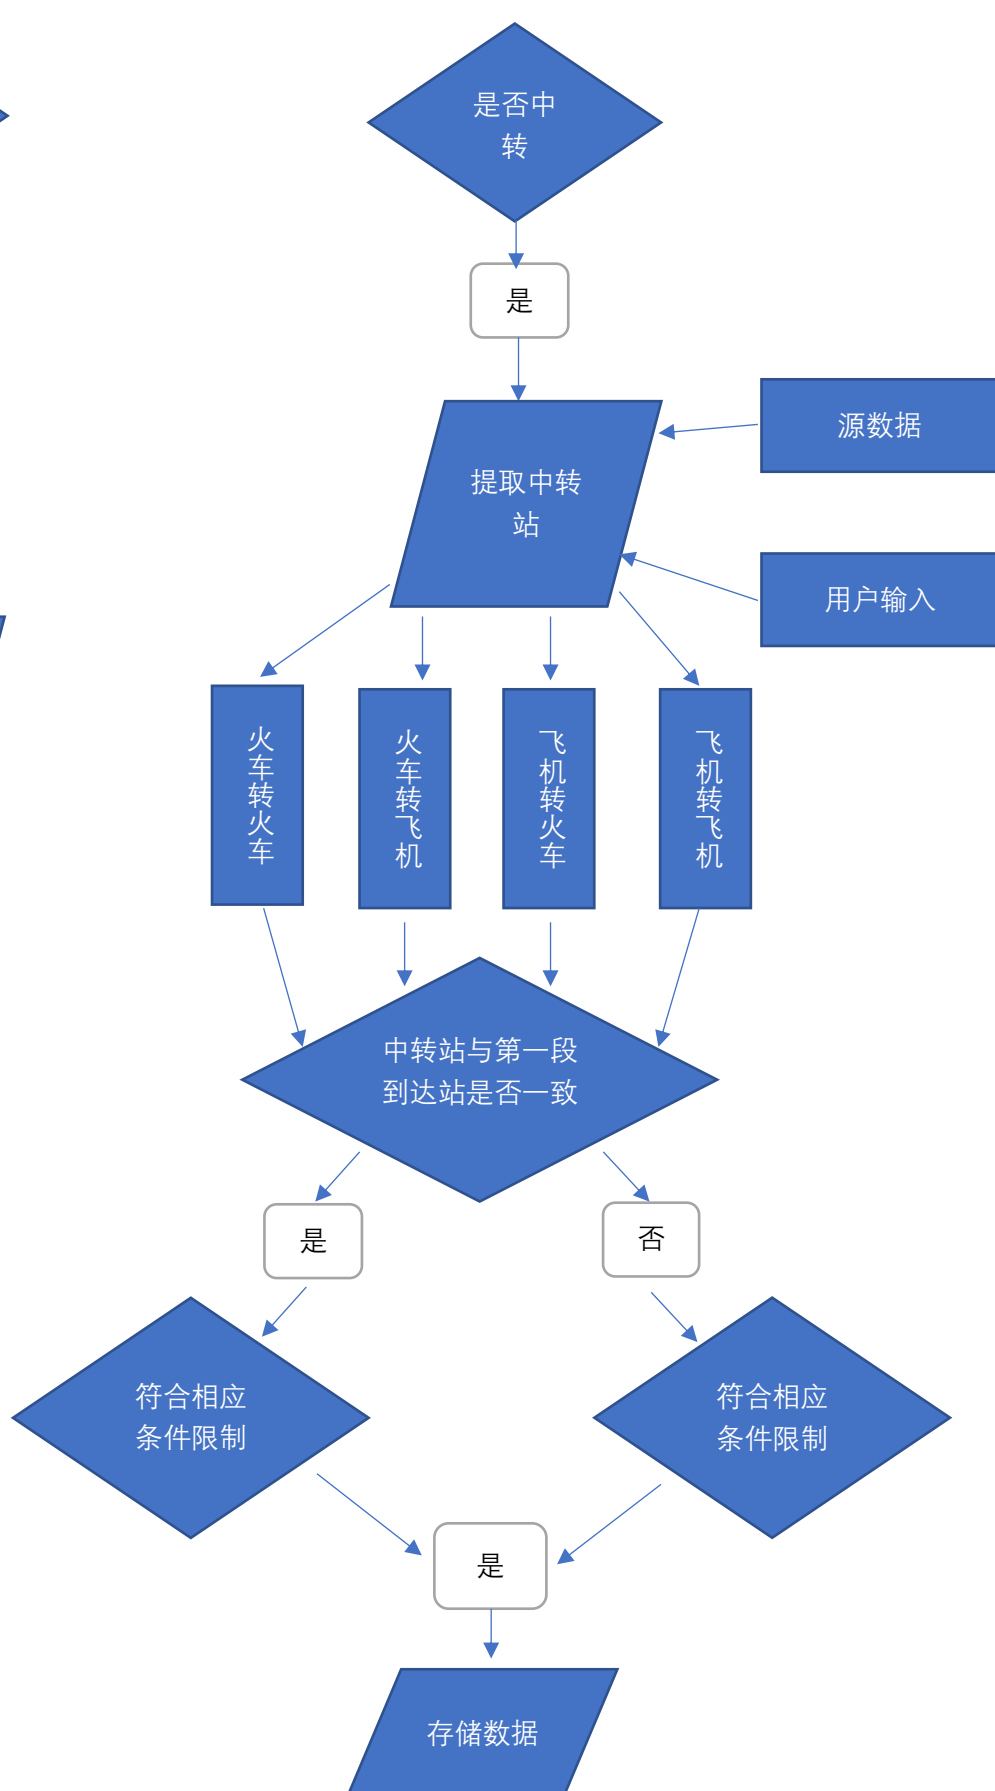 是否中
转
是
源数据
提取中转
站
用户输入
火车转火车
火车转飞机
飞机转火车
飞机转飞机
中转站与第一段
到达站是否一致
是
否
符合相应
条件限制
符合相应
条件限制
是
存储数据